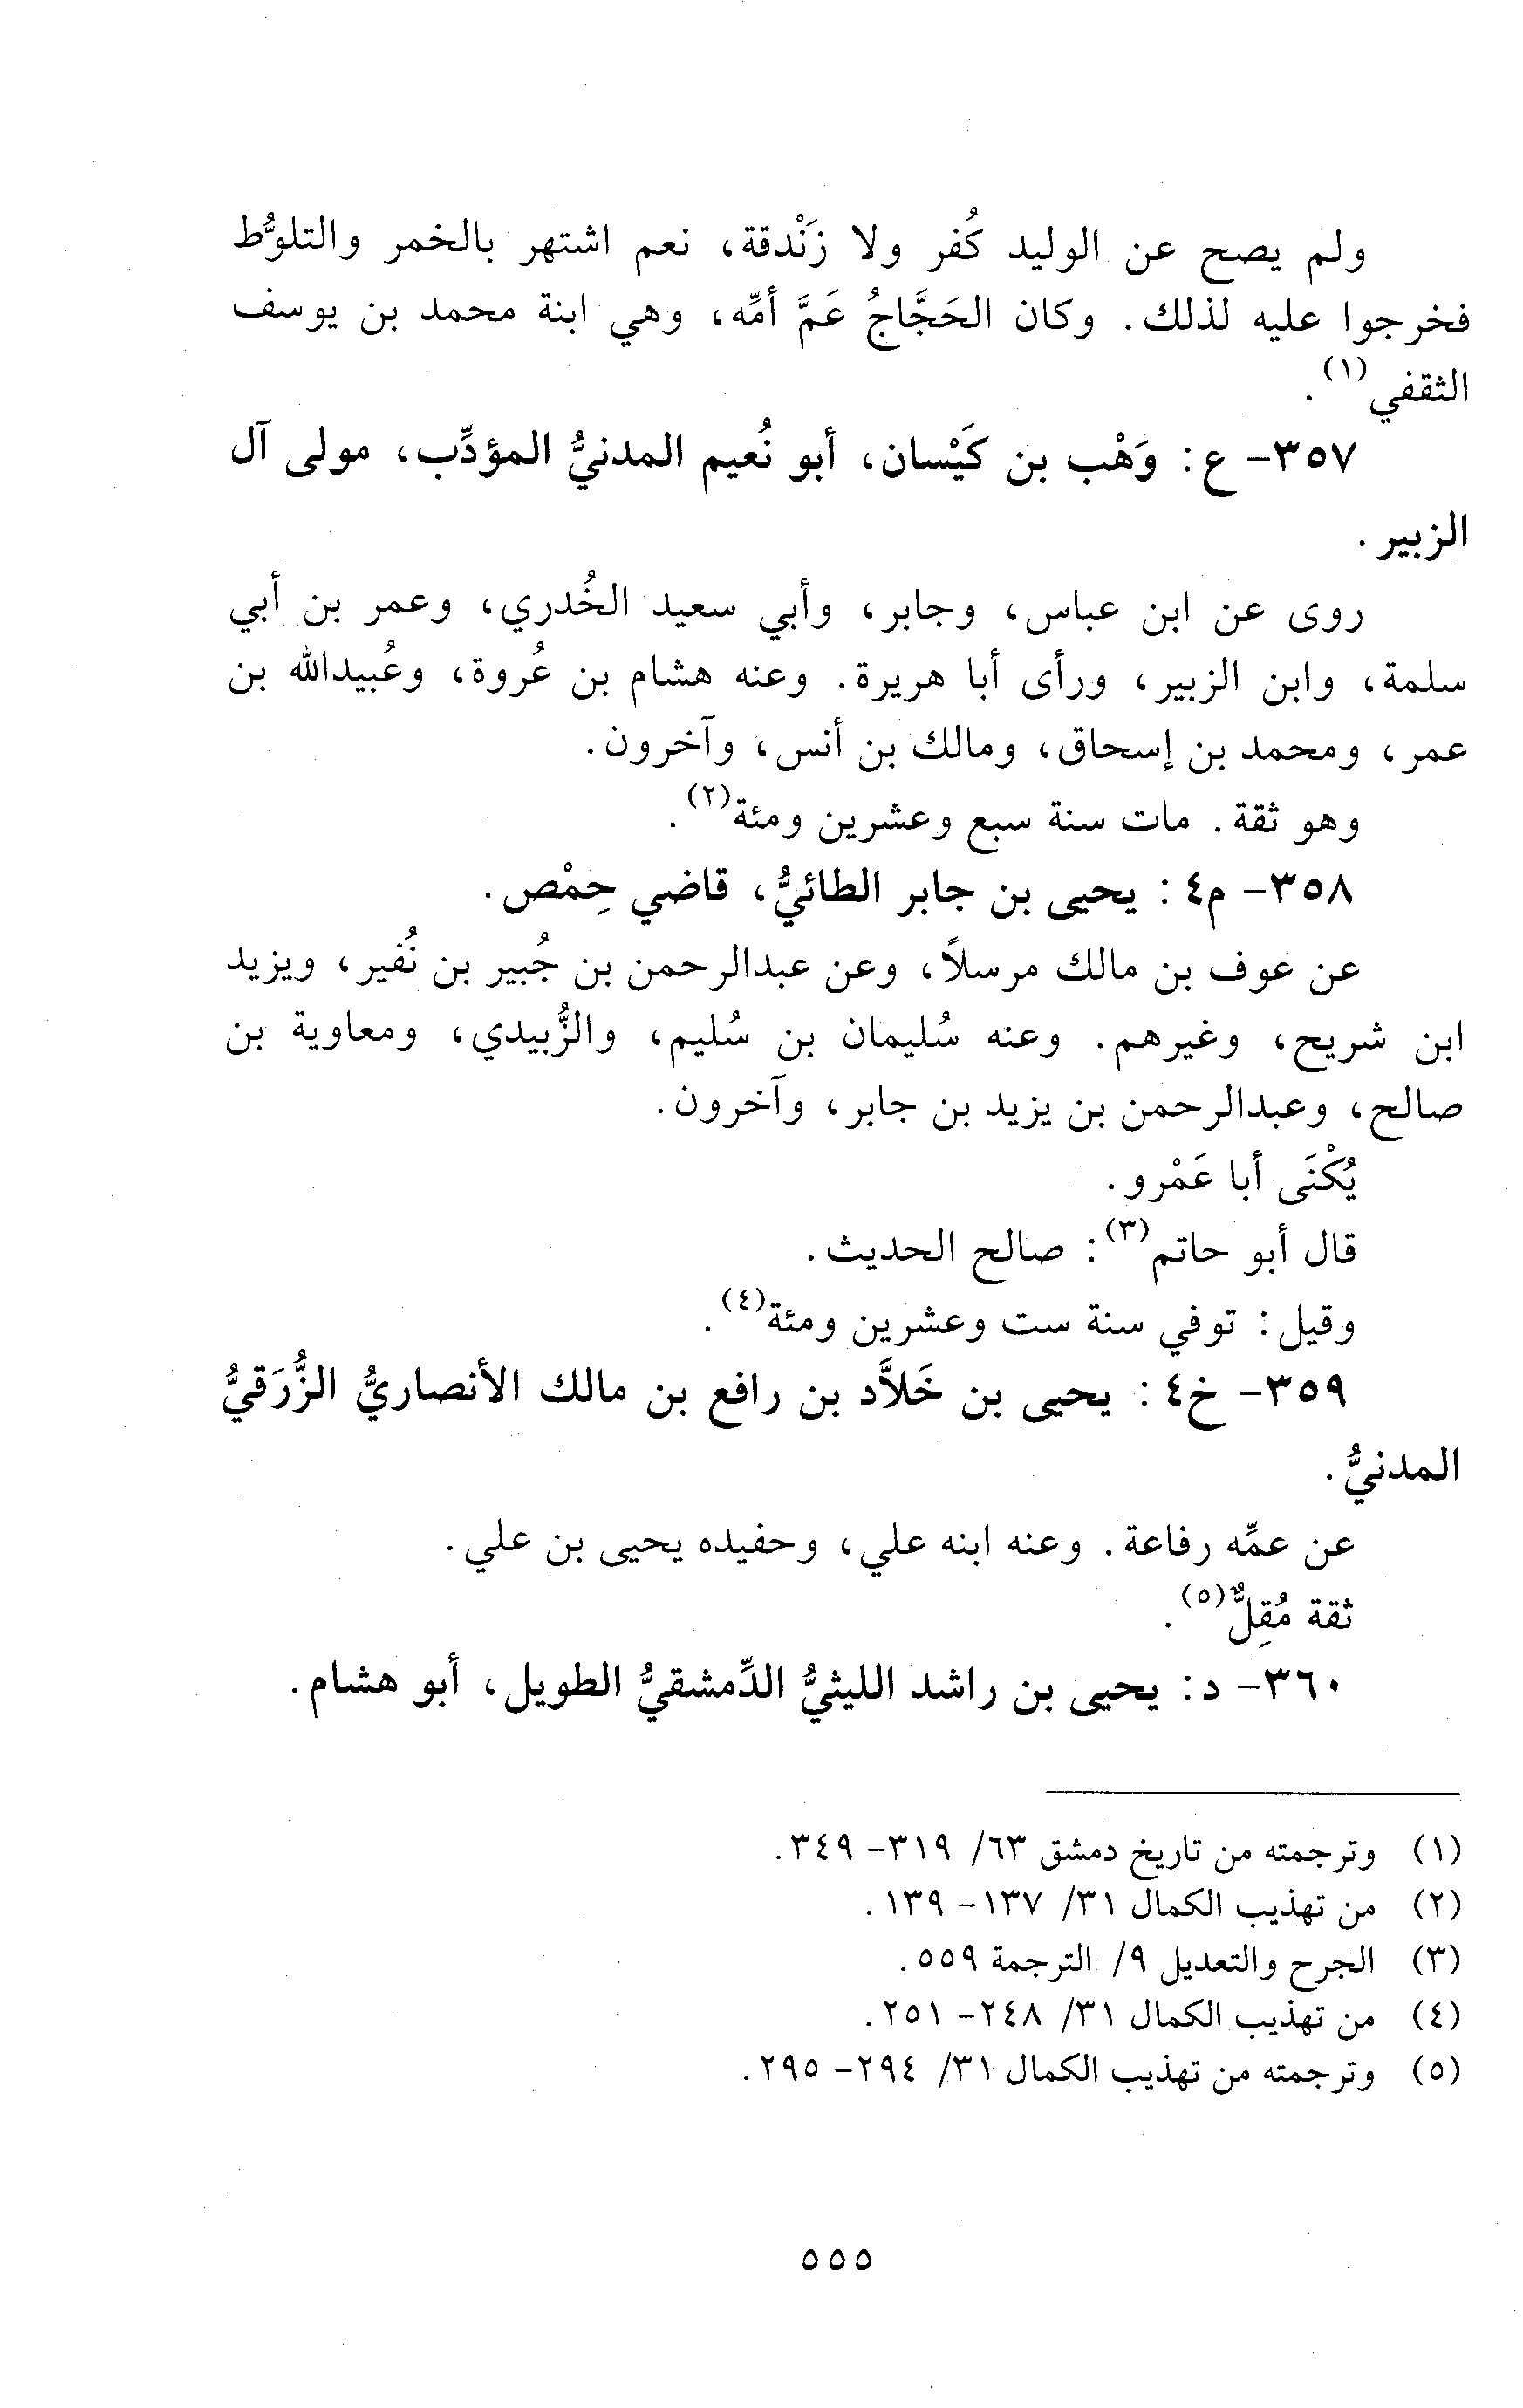 ولم يصح عن الوليد كُفر ولا زَنْدقة، نعم اشتهر بالخمر والتلوُّط
فخرجوا عليه لذلك. وكان الحَجَّاجُ عَمَّ أمِّه، وهي ابنة محمد بن يوسف
الثقفي(١).
٣٥٧- ع: وَهْب بن كَيْسان، أبو نُعيم المدنيُّ المؤدِّب، مولى آل
الزبير.
روى عن ابن عباس، وجابر، وأبي سعيد الخُدري، وعمر بن أبي
سلمة، وابن الزبير، ورأى أبا هريرة. وعنه هشام بن عُروة، وعُبيدالله بن
عمر، ومحمد بن إسحاق، ومالك بن أنس، وآخرون.
وهو ثقة. مات سنة سبع وعشرين ومئة(٢).
٣٥٨- م٤: يحيى بن جابر الطائيُّ، قاضي حِمْص.
عن عوف بن مالك مرسلاً، وعن عبدالرحمن بن جُبير بن نُفير، ويزيد
ابن شريح، وغيرهم. وعنه سُليمان بن سُليم، والزُّبيدي، ومعاوية بن
صالح، وعبدالرحمن بن يزيد بن جابر، وآخرون.
يُكْنَى أبا عَمْرو.
قال أبو حاتم(٣): صالح الحديث.
وقيل: توفي سنة ست وعشرين ومئة(٤).
٣٥٩- خ٤: يحيى بن خَلاَّد بن رافع بن مالك الأنصاريُّ الزُّرَقيُّ
المدنيُّ.
عن عمِّه رفاعة. وعنه ابنه علي، وحفيده يحيى بن علي.
ثقة مُقِلٌّ(٥).
٣٦٠- د: يحيى بن راشد الليثيُّ الدِّمشقيُّ الطويل، أبو هشام.
(١) وترجمته من تاريخ دمشق ٦٣/ ٣١٩- ٣٤٩.
(٢) من تهذيب الكمال ٣١/ ١٣٧- ١٣٩.
(٣) الجرح والتعديل ٩/ الترجمة ٥٥٩.
(٤) من تهذيب الكمال ٣١/ ٢٤٨- ٢٥١.
(٥) وترجمته من تهذيب الكمال ٣١/ ٢٩٤- ٢٩٥.
٥٥٥